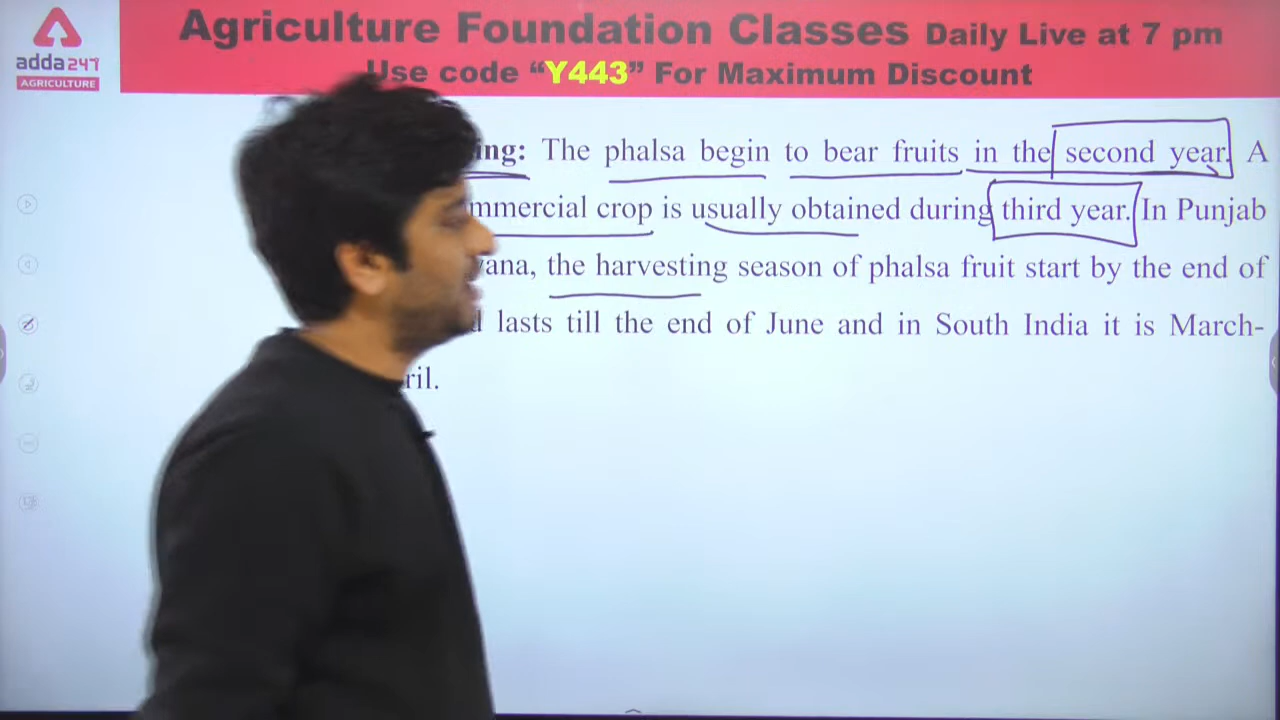 Agriculture Foundation Classes Daily Live at 7 pm
adda247
AGRICULTURE
Use code “Y443” For Maximum Discount
ing: The phalsa begin to bear fruits in the second year. A
mmercial crop is usually obtained during third year. In Punjab
yana, the harvesting season of phalsa fruit start by the end of
lasts till the end of June and in South India it is March-
ril.